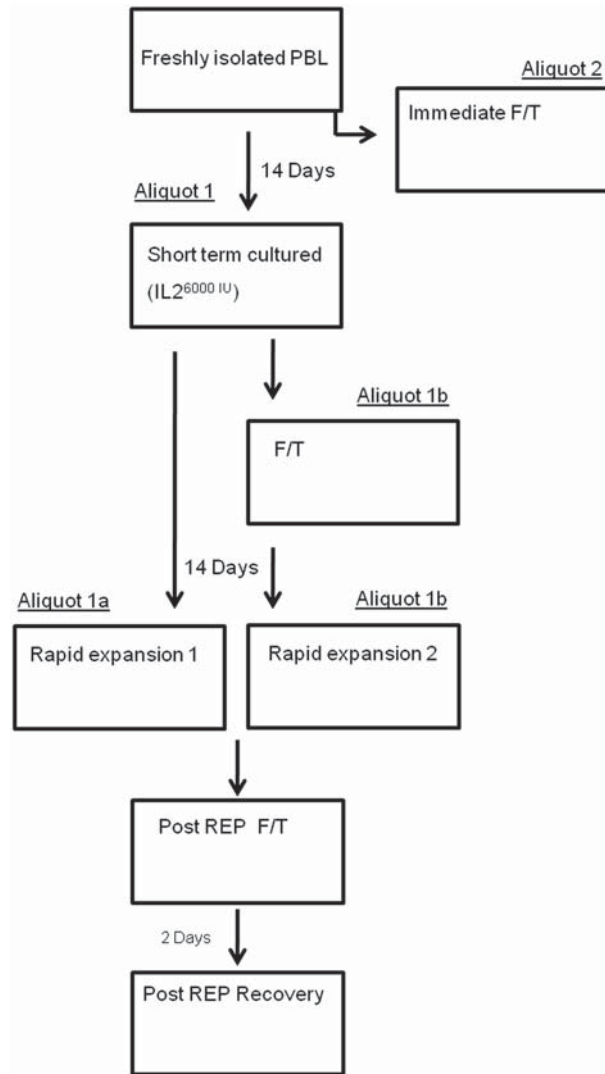 Freshly isolated PBL
Aliquot 2
Immediate F/T
14 Days
Aliquot 1
Short term cultured
(IL2^6000 IU)
Aliquot 1b
F/T
14 Days
Aliquot 1a
Aliquot 1b
Rapid expansion 1
Rapid expansion 2
Post REP F/T
2 Days
Post REP Recovery